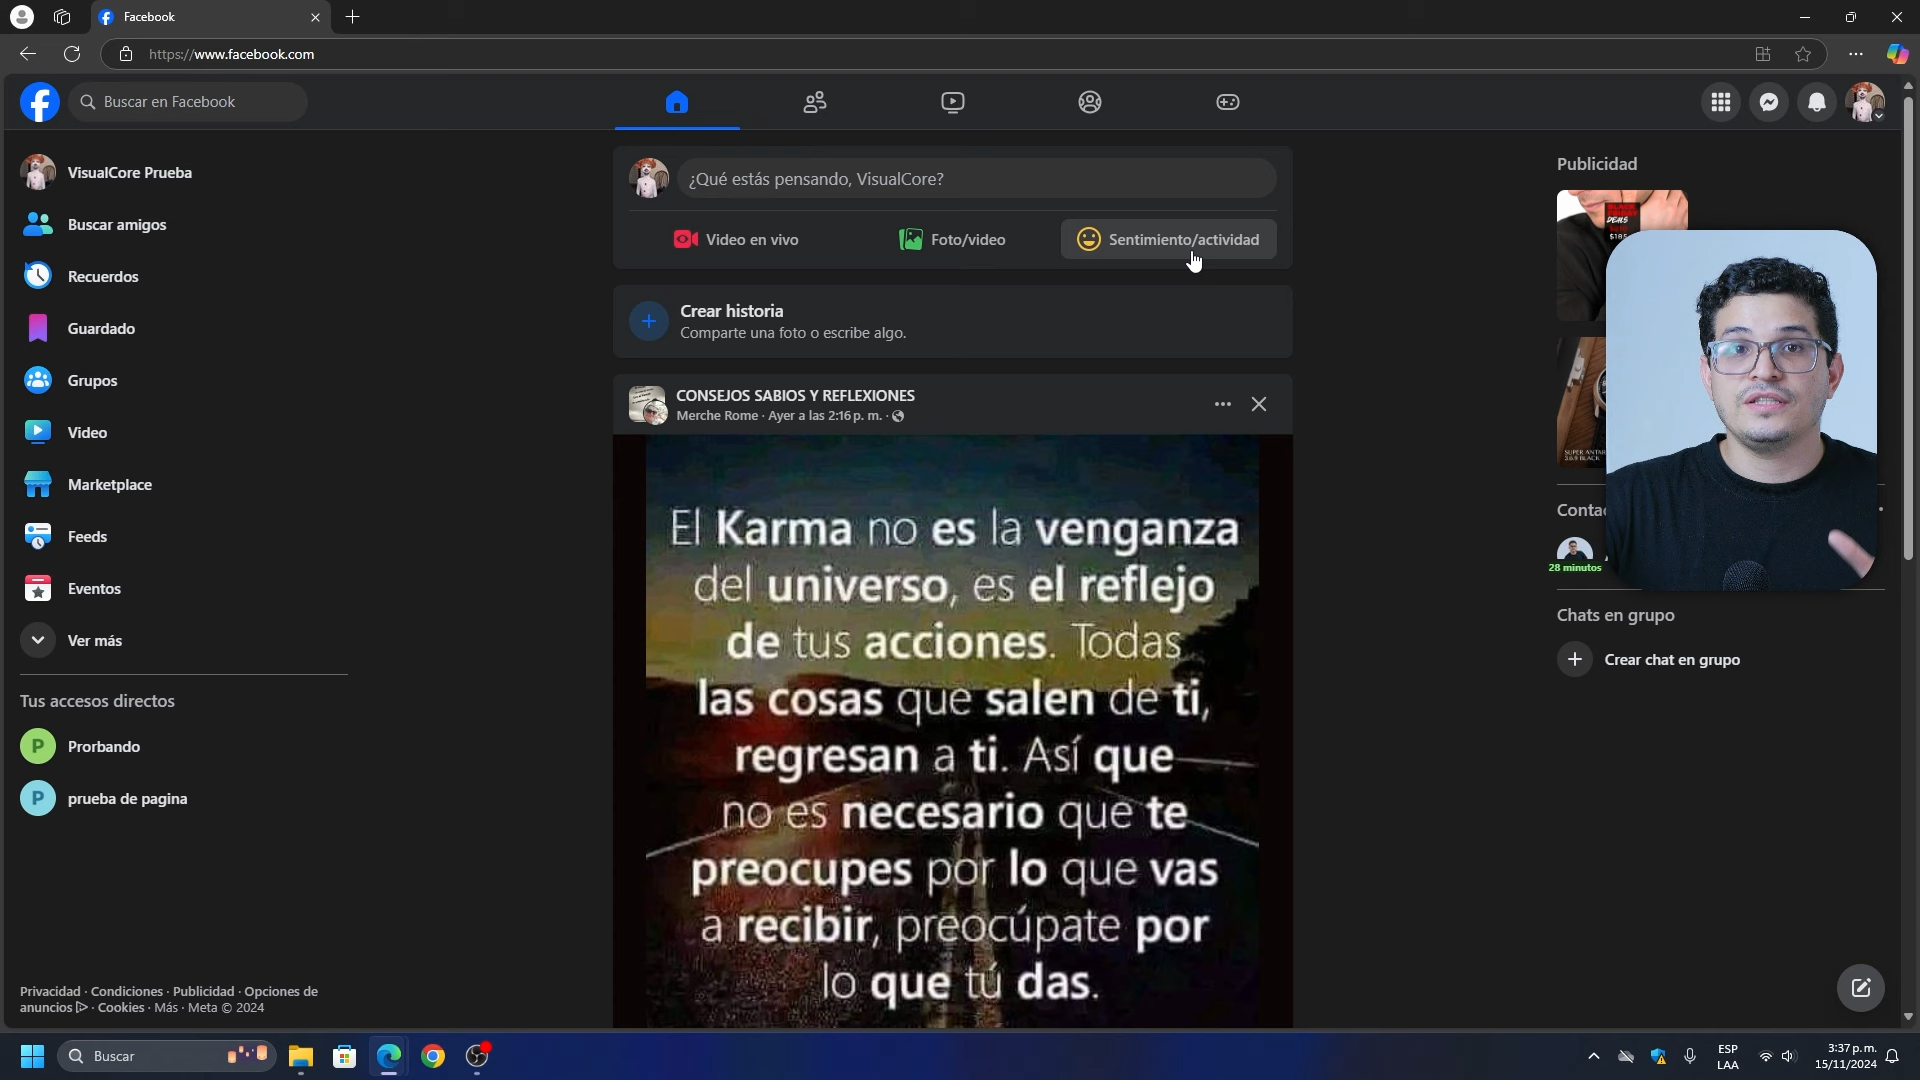 Facebook
https://www.facebook.com
Buscar en Facebook
VisualCore Prueba
Buscar amigos
Recuerdos
Guardado
Grupos
Video
Marketplace
Feeds
Eventos
Ver más
Tus accesos directos
P Prorbando
P prueba de pagina
Privacidad · Condiciones · Publicidad · Opciones de
anuncios · Cookies · Más · Meta © 2024
¿Qué estás pensando, VisualCore?
Video en vivo
Foto/video
Sentimiento/actividad
Crear historia
Comparte una foto o escribe algo.
CONSEJOS SABIOS Y REFLEXIONES
Merche Rome · Ayer a las 2:16 p. m. ·
El Karma no es la venganza
del universo, es el reflejo
de tus acciones. Todas
las cosas que salen de ti,
regresan a ti. Así que
no es necesario que te
preocupes por lo que vas
a recibir, preocúpate por
lo que tú das.
Publicidad
BLACK FRIDAY
DEALS
28 minutos
Chats en grupo
Crear chat en grupo
Buscar
ESP
LAA
3:37 p. m.
15/11/2024